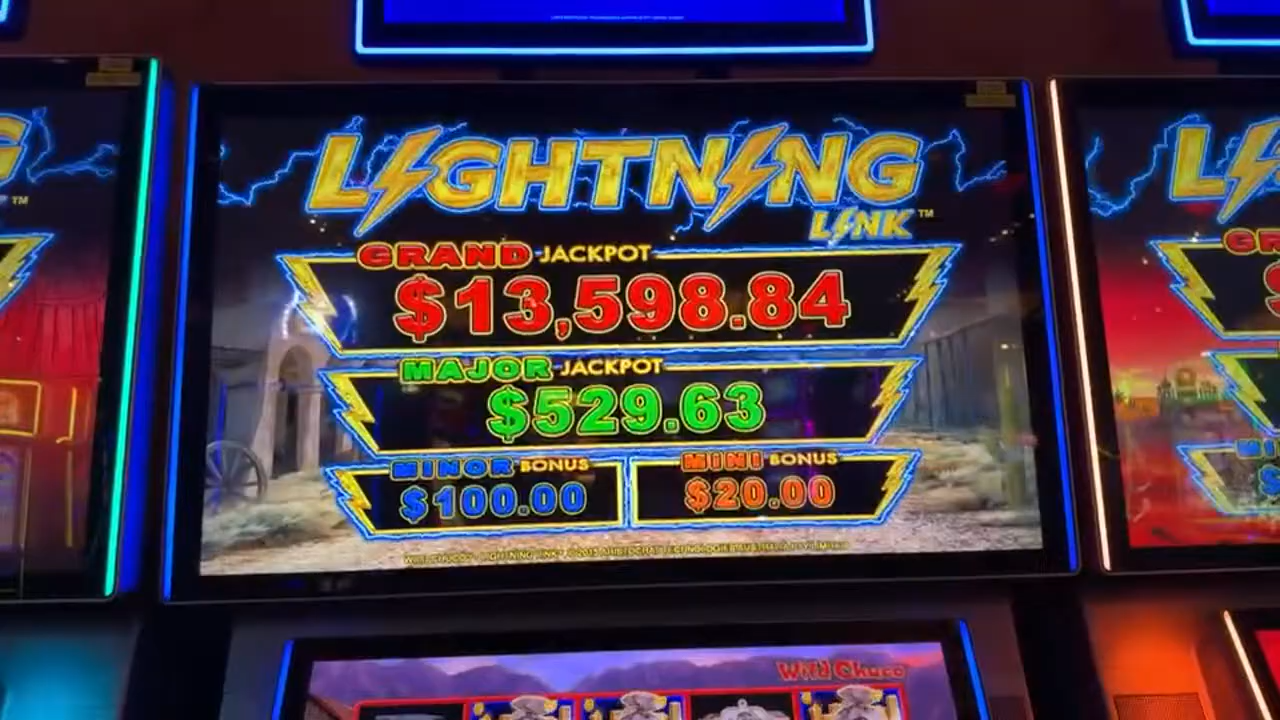 LIGHTNING
LINK™
GRAND JACKPOT
$13,598.84
MAJOR JACKPOT
$529.63
MINOR BONUS
$100.00
MINI BONUS
$20.00
Wild Chuco